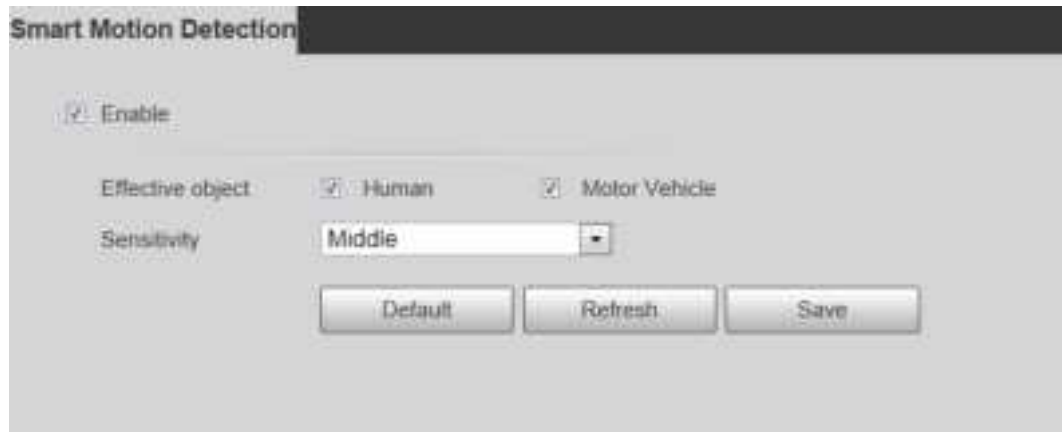 Smart Motion Detection
Enable
Effective object Human Motor Vehicle
Sensitivity Middle
Default Refresh Save